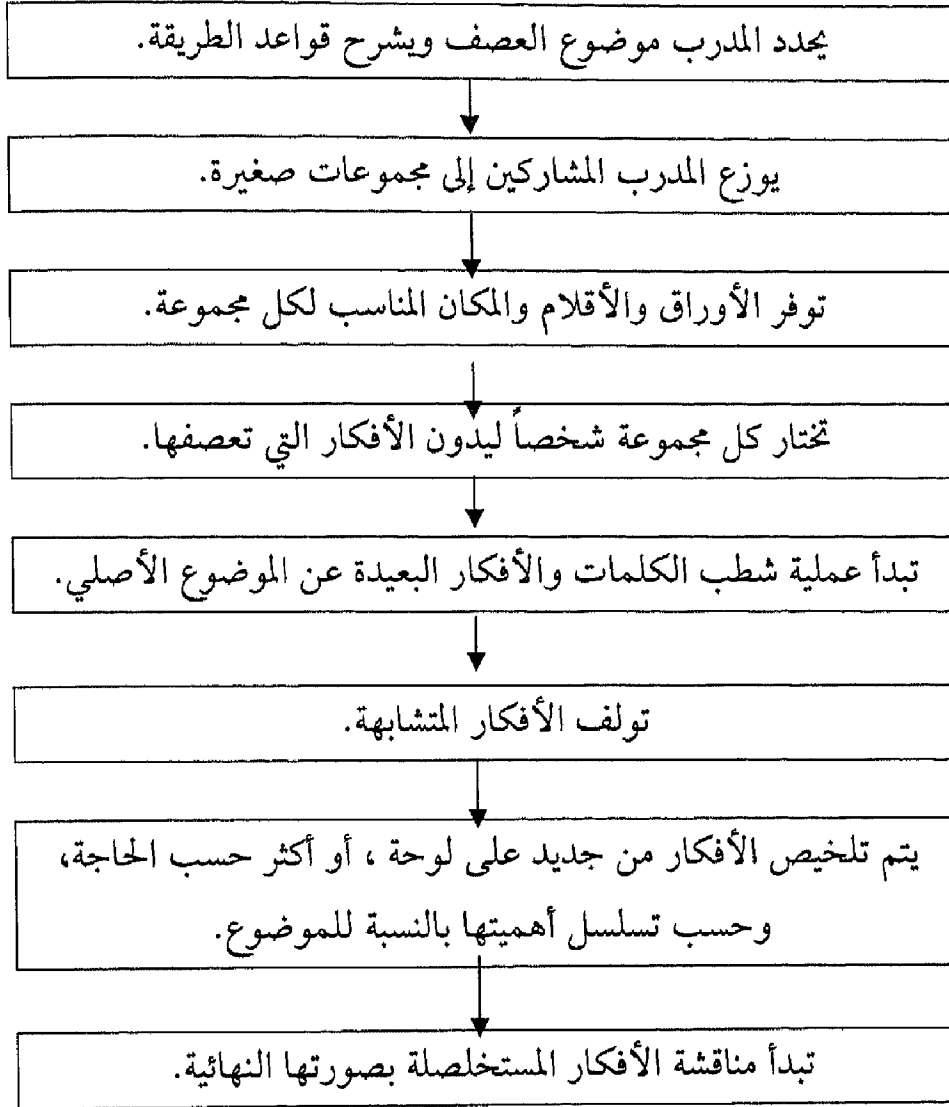 يحدد المدرب موضوع العصف ويشرح قواعد الطريقة.
يوزع المدرب المشاركين إلى مجموعات صغيرة.
توفر الأوراق والأقلام والمكان المناسب لكل مجموعة.
تختار كل مجموعة شخصاً ليدون الأفكار التي تعصفها.
تبدأ عملية شطب الكلمات والأفكار البعيدة عن الموضوع الأصلي.
تولف الأفكار المتشابهة.
يتم تلخيص الأفكار من جديد على لوحة ، أو أكثر حسب الحاجة،
وحسب تسلسل أهميتها بالنسبة للموضوع.
تبدأ مناقشة الأفكار المستخلصلة بصورتها النهائية.